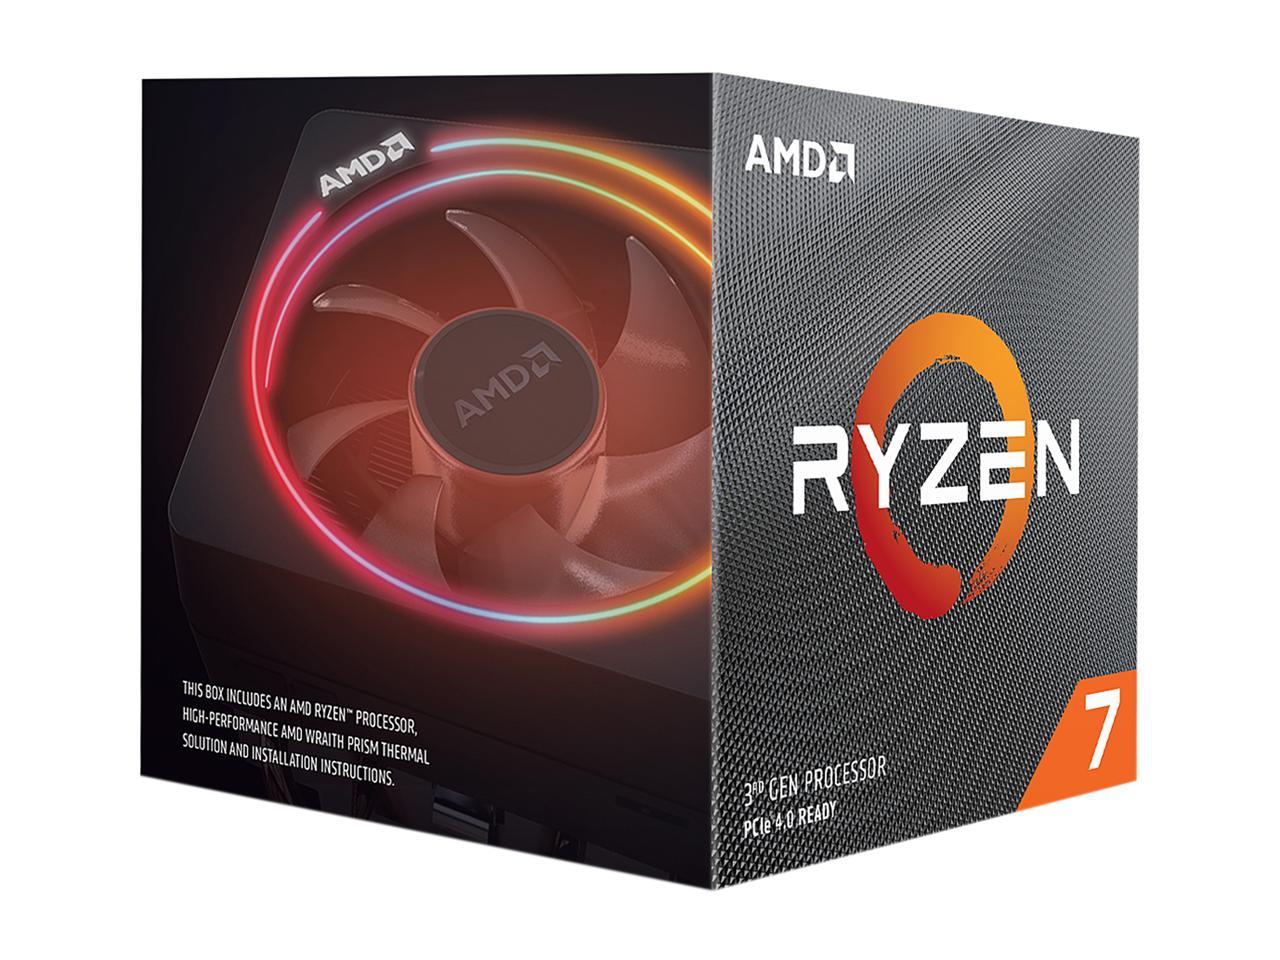 AMD
AMD
THIS BOX INCLUDES AN AMD RYZEN™ PROCESSOR,
HIGH-PERFORMANCE AMD WRAITH PRISM THERMAL
SOLUTION AND INSTALLATION INSTRUCTIONS.
AMD
RYZEN
7
3RD GEN PROCESSOR
PCIe 4.0 READY